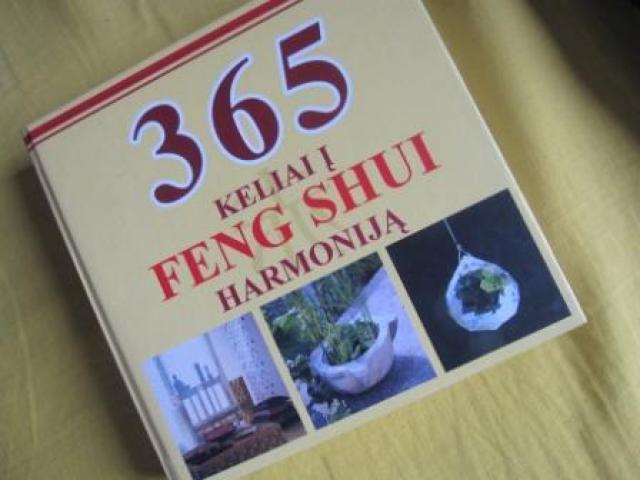 365
KELIAI Į
FENG SHUI
HARMONIJĄ